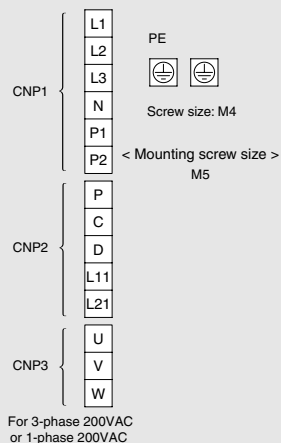 CNP1
L1
L2
L3
N
P1
P2
PE
Screw size: M4
< Mounting screw size >
M5
CNP2
P
C
D
L11
L21
CNP3
U
V
W
For 3-phase 200VAC
or 1-phase 200VAC